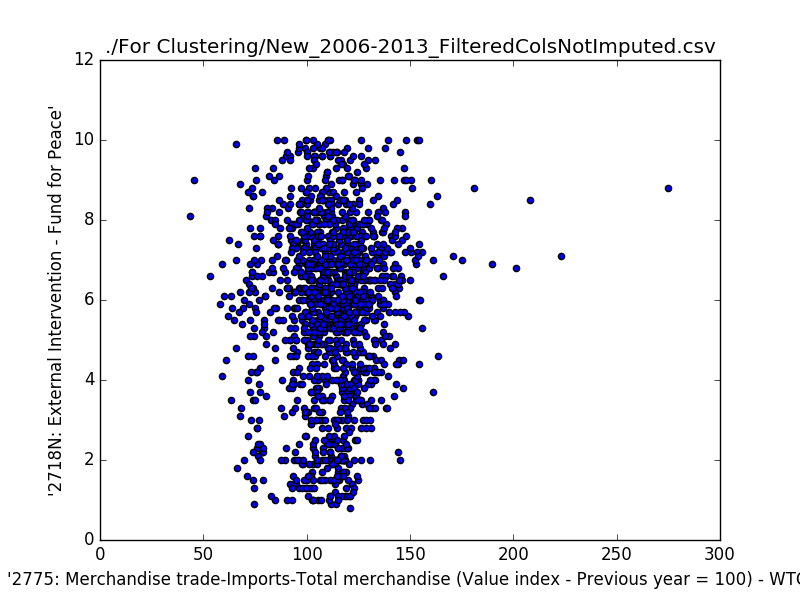 ./For Clustering/New_2006-2013_FilteredColsNotImputed.csv
12
10
8
6
4
2
0
'2718N: External Intervention - Fund for Peace'
0 50 100 150 200 250 300
'2775: Merchandise trade-Imports-Total merchandise (Value index - Previous year = 100) - WTO